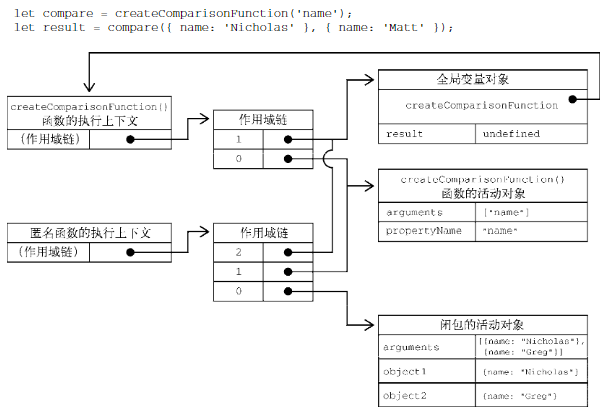 let compare = createComparisonFunction('name');
let result = compare({ name: 'Nicholas' }, { name: 'Matt' });
全局变量对象
createComparisonFunction
result undefined
createComparisonFunction()
函数的执行上下文
(作用域链)
作用域链
1
0
createComparisonFunction()
函数的活动对象
arguments ["name"]
propertyName "name"
匿名函数的执行上下文
(作用域链)
作用域链
2
1
0
闭包的活动对象
arguments [{name: "Nicholas"},
{name: "Greg"}]
object1 {name: "Nicholas"}
object2 {name: "Greg"}